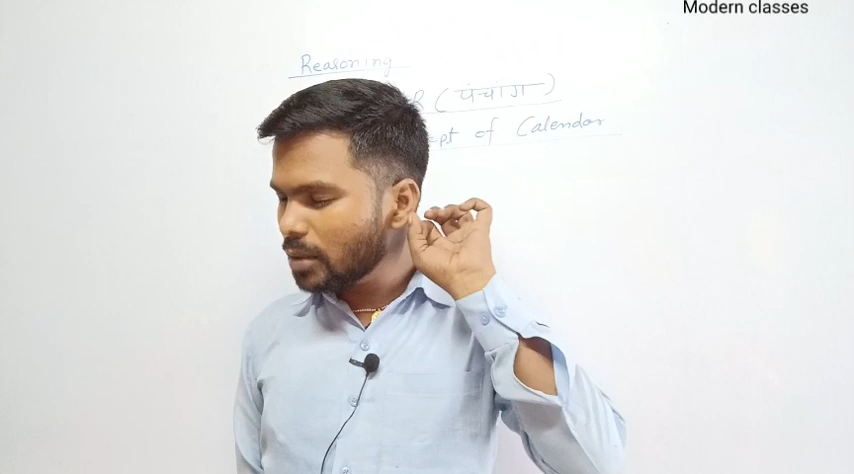 Modern classes
Reasoning
(पंचांग)
of Calendar